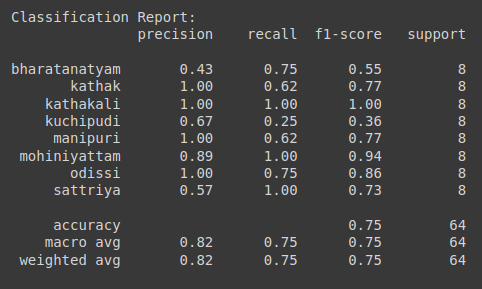 Classification Report:
precision recall f1-score support
bharatanatyam 0.43 0.75 0.55 8
kathak 1.00 0.62 0.77 8
kathakali 1.00 1.00 1.00 8
kuchipudi 0.67 0.25 0.36 8
manipuri 1.00 0.62 0.77 8
mohiniyattam 0.89 1.00 0.94 8
odissi 1.00 0.75 0.86 8
sattriya 0.57 1.00 0.73 8
accuracy 0.75 64
macro avg 0.82 0.75 0.75 64
weighted avg 0.82 0.75 0.75 64